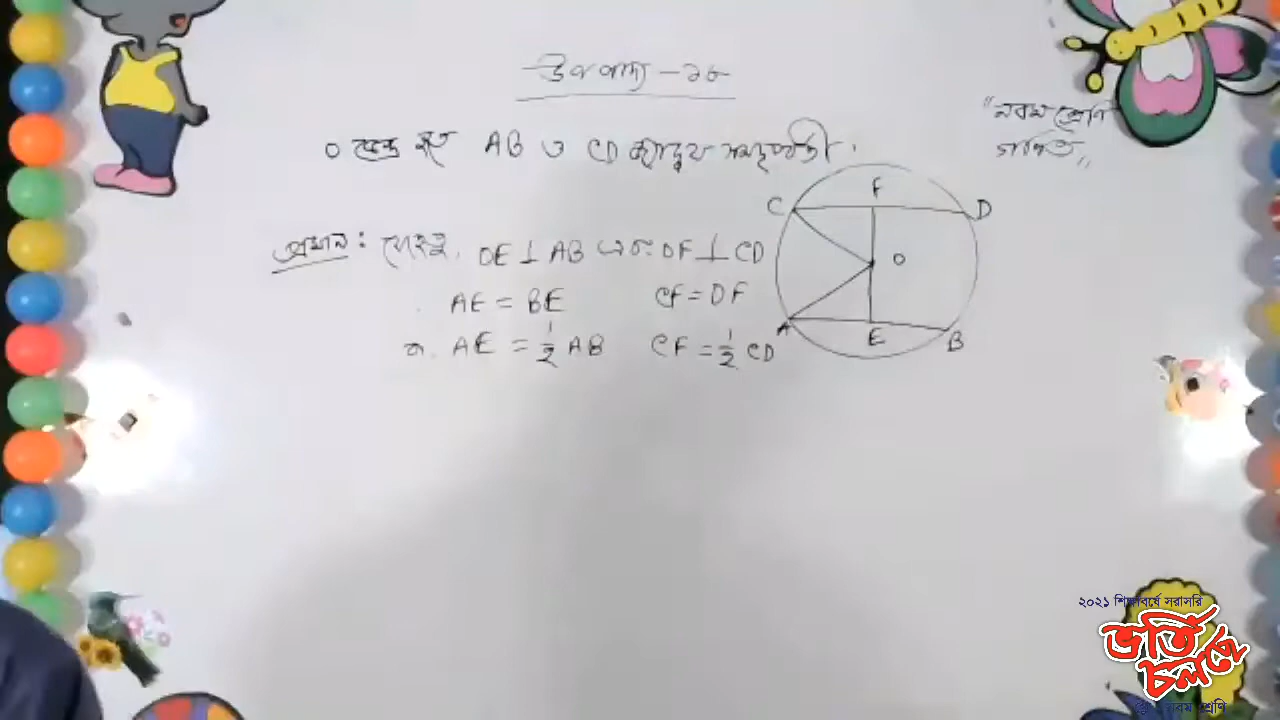 উপপাদ্য - ১৮
"নবম শ্রেণি
গণিত"
O কেন্দ্র বৃত্ত AB ও CD জ্যাদ্বয় সমদূরবর্তী।
প্রমাণ: যেহেতু, OE ⊥ AB এবং OF ⊥ CD
AE = BE CF = DF
বা, AE = 1/2 AB CF = 1/2 CD
C F D
O
A E B
২০২১ শিক্ষাবর্ষে সরাসরি
ভর্তি
চলছে
নবম শ্রেণি